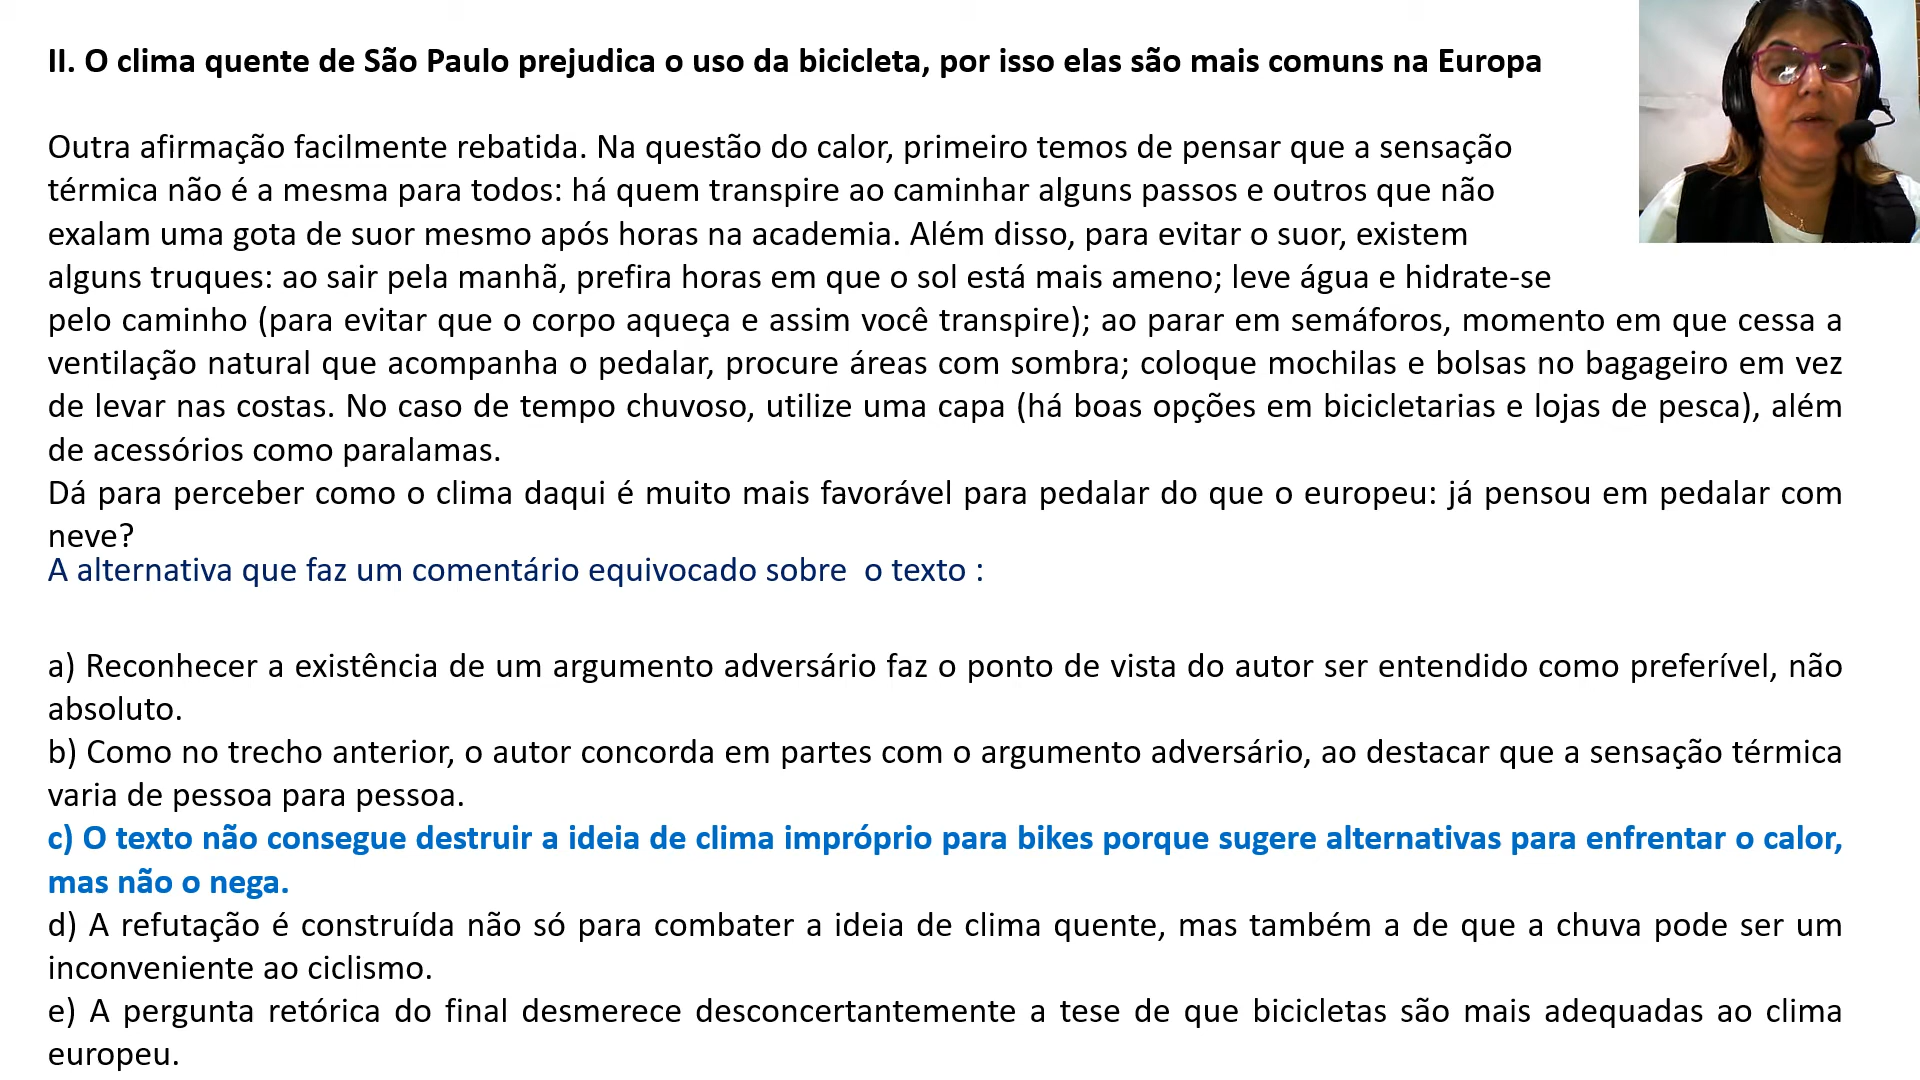 II. O clima quente de São Paulo prejudica o uso da bicicleta, por isso elas são mais comuns na Europa
Outra afirmação facilmente rebatida. Na questão do calor, primeiro temos de pensar que a sensação
térmica não é a mesma para todos: há quem transpire ao caminhar alguns passos e outros que não
exalam uma gota de suor mesmo após horas na academia. Além disso, para evitar o suor, existem
alguns truques: ao sair pela manhã, prefira horas em que o sol está mais ameno; leve água e hidrate-se
pelo caminho (para evitar que o corpo aqueça e assim você transpire); ao parar em semáforos, momento em que cessa a
ventilação natural que acompanha o pedalar, procure áreas com sombra; coloque mochilas e bolsas no bagageiro em vez
de levar nas costas. No caso de tempo chuvoso, utilize uma capa (há boas opções em bicicletarias e lojas de pesca), além
de acessórios como paralamas.
Dá para perceber como o clima daqui é muito mais favorável para pedalar do que o europeu: já pensou em pedalar com
neve?
A alternativa que faz um comentário equivocado sobre  o texto :
a) Reconhecer a existência de um argumento adversário faz o ponto de vista do autor ser entendido como preferível, não
absoluto.
b) Como no trecho anterior, o autor concorda em partes com o argumento adversário, ao destacar que a sensação térmica
varia de pessoa para pessoa.
c) O texto não consegue destruir a ideia de clima impróprio para bikes porque sugere alternativas para enfrentar o calor,
mas não o nega.
d) A refutação é construída não só para combater a ideia de clima quente, mas também a de que a chuva pode ser um
inconveniente ao ciclismo.
e) A pergunta retórica do final desmerece desconcertantemente a tese de que bicicletas são mais adequadas ao clima
europeu.